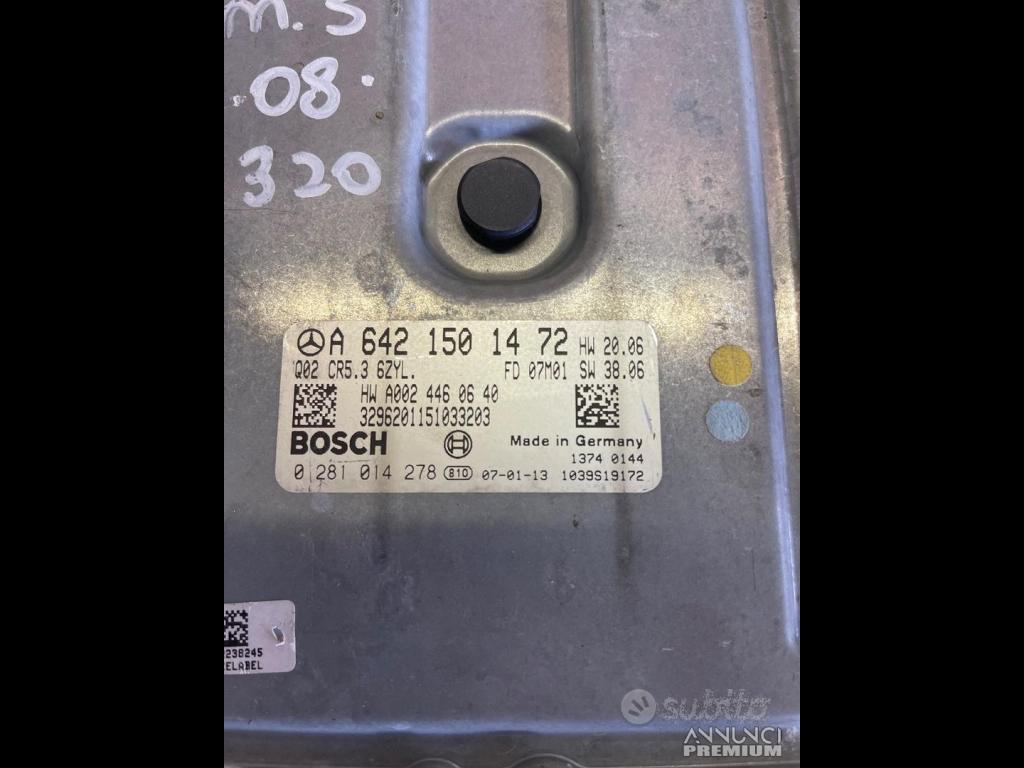 m. S
08
320
A 642 150 14 72 HW 20.06
Q02 CR5.3 6ZYL. FD 07M01 SW 38.06
HW A002 446 06 40
3296201151033203
BOSCH Made in Germany
1374 0144
0 281 014 278 810 07-01-13 1039S19172
238245
ELABEL
subito
ANNUNCI
PREMIUM